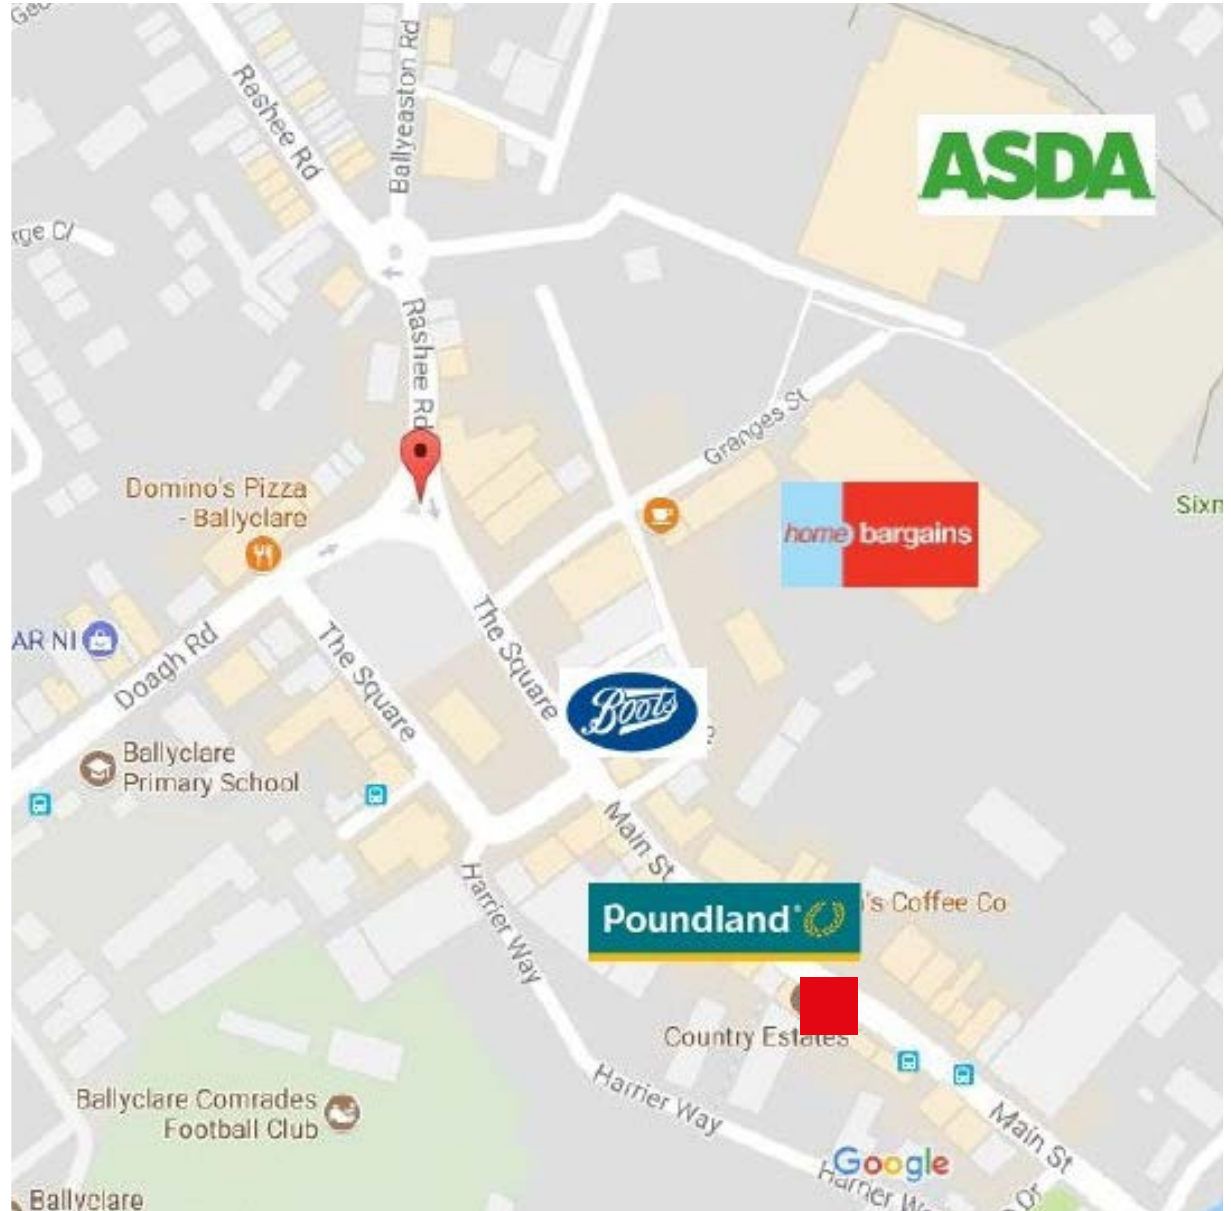 Rashee Rd
Ballyeaston Rd
ASDA
Rashee Rd
Granges St
Domino's Pizza
- Ballyclare
home bargains
Sixm
AR NI
Doagh Rd
The Square
The Square
Boots
Ballyclare
Primary School
Main St
Poundland
's Coffee Co
Harrier Way
Country Estates
Harrier Way
Ballyclare Comrades
Football Club
Main St
Google
Harrier W
Ballyclare